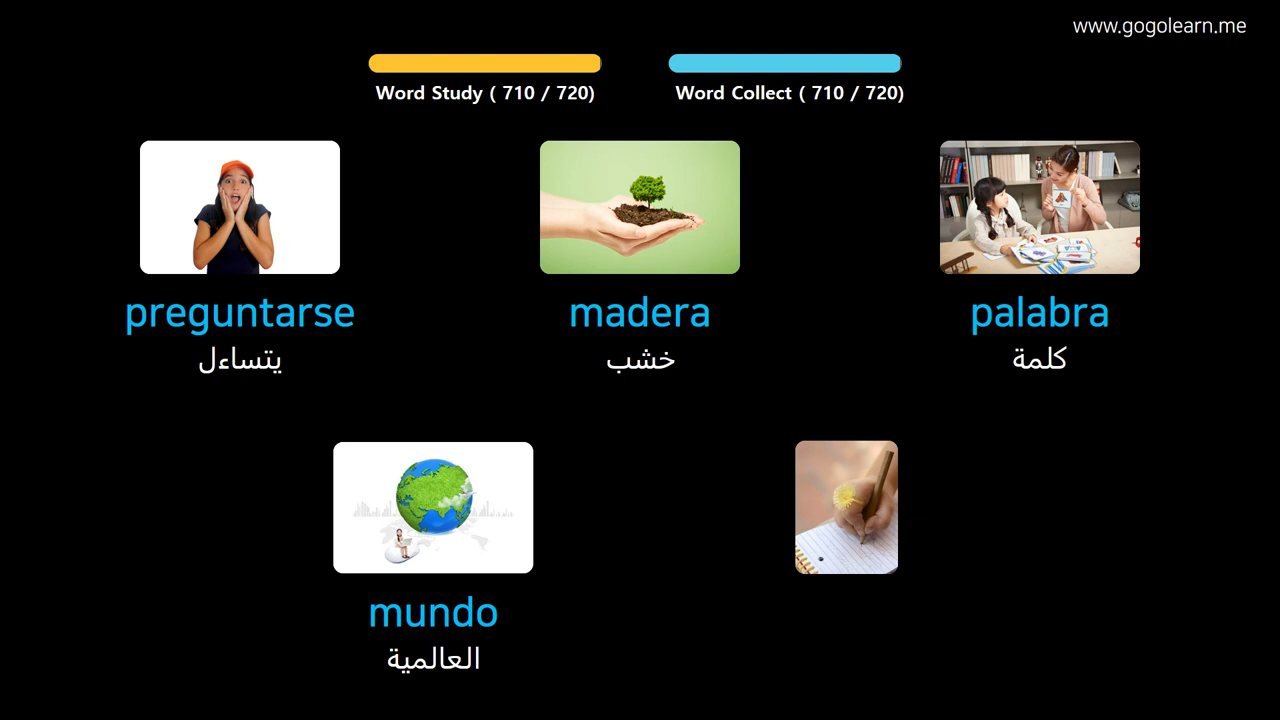 www.gogolearn.me
Word Study ( 710 / 720)
Word Collect ( 710 / 720)
preguntarse
يتساءل
madera
خشب
palabra
كلمة
mundo
العالمية